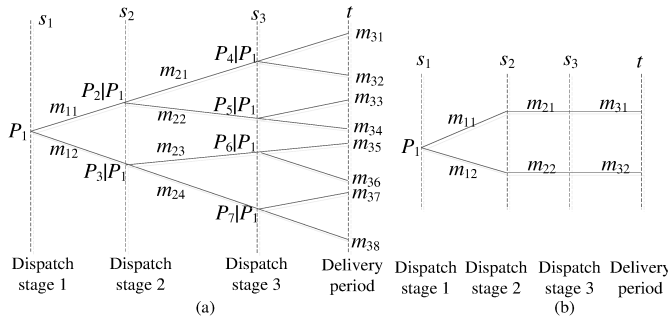 s1 s2 s3 t
m31
P4|P1
m21
m32
P2|P1
m33
m11
P5|P1
m22
m34
P1
m35
m12
m23
P6|P1
P3|P1
m36
m24
m37
P7|P1
m38
Dispatch stage 1
Dispatch stage 2
Dispatch stage 3
Delivery period
(a)
s1 s2 s3 t
m11 m21 m31
P1
m12 m22 m32
Dispatch stage 1
Dispatch stage 2
Dispatch stage 3
Delivery period
(b)